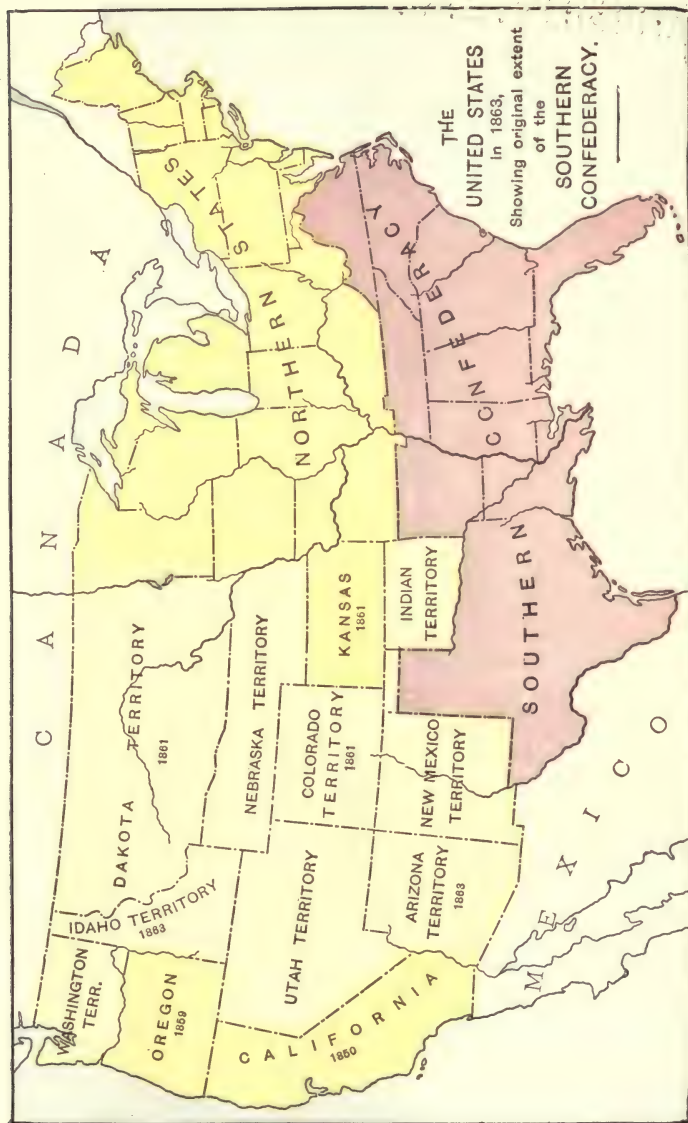 THE
UNITED STATES
in 1863,
Showing original extent
of the
SOUTHERN
CONFEDERACY.
CANADA
WASHINGTON
TERR.
OREGON
1859
CALIFORNIA
1850
IDAHO TERRITORY
1863
DAKOTA TERRITORY
1861
NEBRASKA TERRITORY
UTAH TERRITORY
COLORADO
TERRITORY
1861
KANSAS
1861
ARIZONA
TERRITORY
1863
NEW MEXICO
TERRITORY
INDIAN
TERRITORY
NORTHERN STATES
SOUTHERN CONFEDERACY
MEXICO